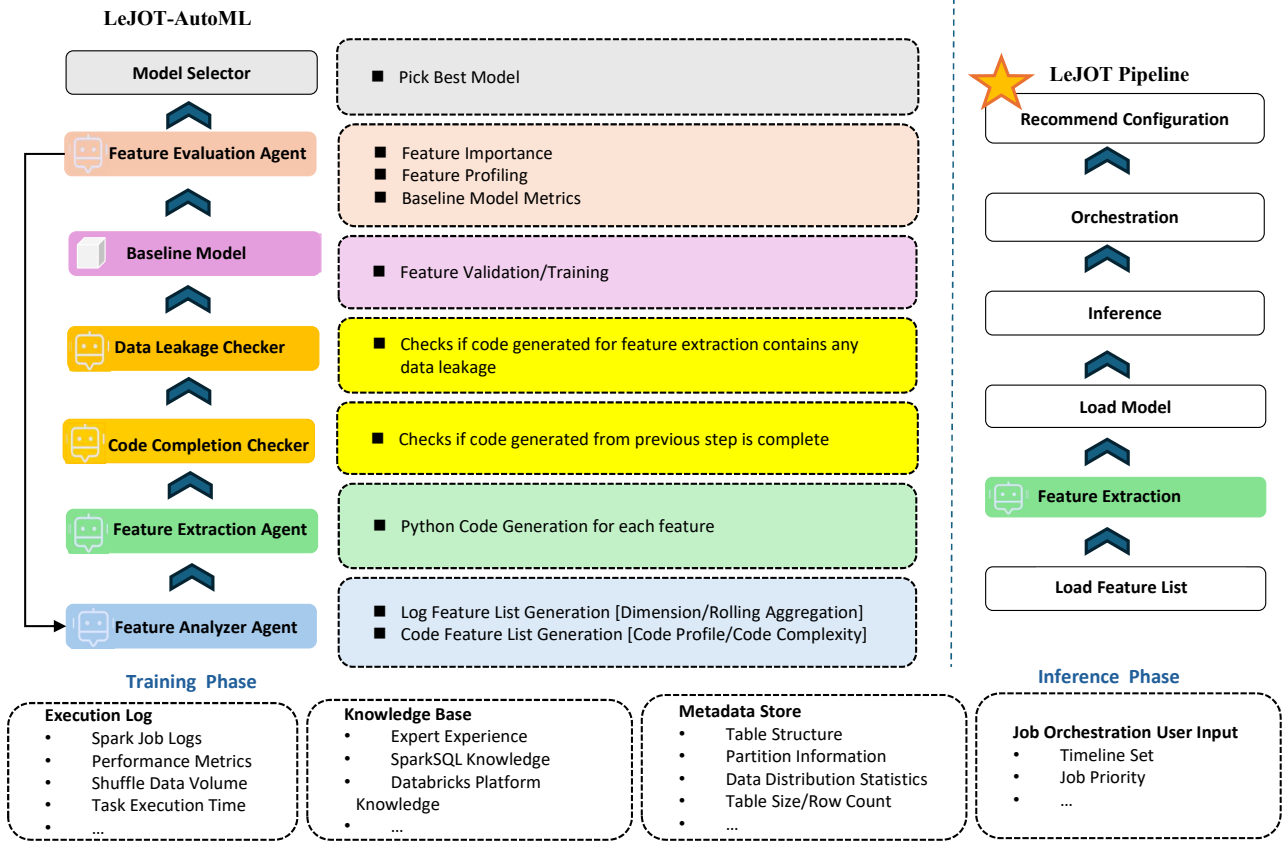 LeJOT-AutoML
Model Selector
Pick Best Model
Feature Evaluation Agent
Feature Importance
Feature Profiling
Baseline Model Metrics
Baseline Model
Feature Validation/Training
Data Leakage Checker
Checks if code generated for feature extraction contains any
data leakage
Code Completion Checker
Checks if code generated from previous step is complete
Feature Extraction Agent
Python Code Generation for each feature
Feature Analyzer Agent
Log Feature List Generation [Dimension/Rolling Aggregation]
Code Feature List Generation [Code Profile/Code Complexity]
Training Phase
LeJOT Pipeline
Recommend Configuration
Orchestration
Inference
Load Model
Feature Extraction
Load Feature List
Inference Phase
Execution Log
• Spark Job Logs
• Performance Metrics
• Shuffle Data Volume
• Task Execution Time
• ...
Knowledge Base
• Expert Experience
• SparkSQL Knowledge
• Databricks Platform
Knowledge
• ...
Metadata Store
• Table Structure
• Partition Information
• Data Distribution Statistics
• Table Size/Row Count
• ...
Job Orchestration User Input
• Timeline Set
• Job Priority
• ...